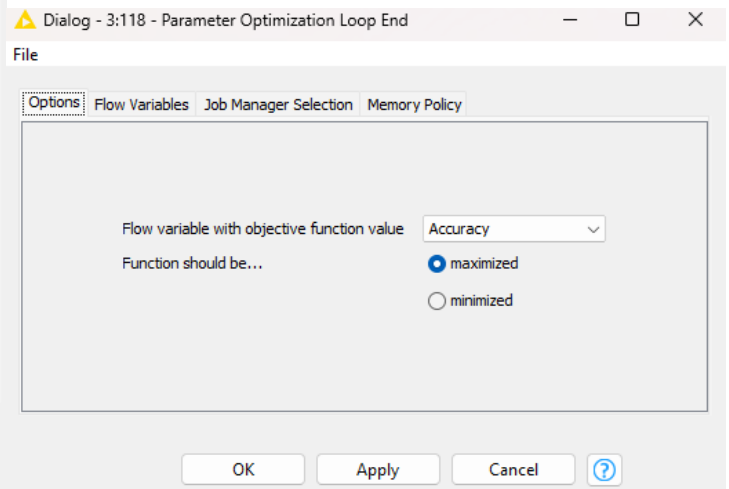 Dialog - 3:118 - Parameter Optimization Loop End
File
Options Flow Variables Job Manager Selection Memory Policy
Flow variable with objective function value Accuracy
Function should be... maximized
minimized
OK Apply Cancel ?